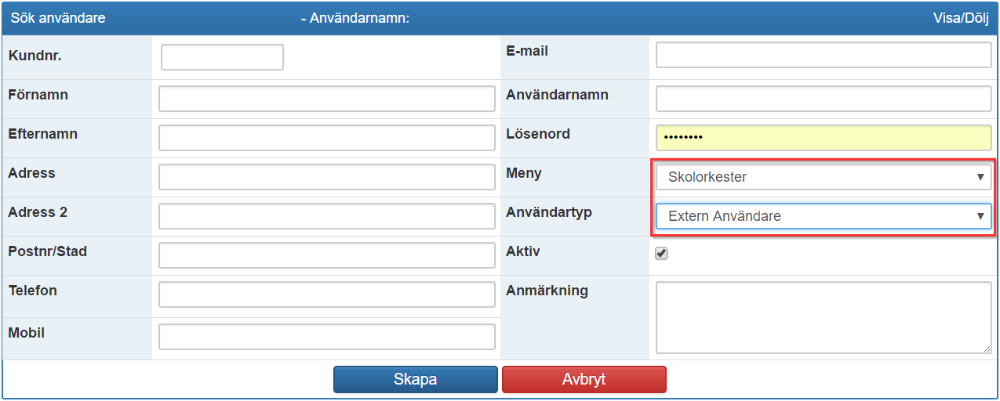 Sök användare - Användarnamn: Visa/Dölj
Kundnr. E-mail
Förnamn Användarnamn
Efternamn Lösenord ••••••••
Adress Meny Skolorkester
Adress 2 Användartyp Extern Användare
Postnr/Stad Aktiv
Telefon Anmärkning
Mobil
Skapa Avbryt